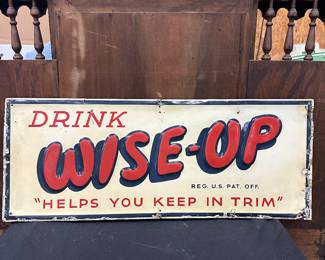 DRINK
WISE-UP
REG. U.S. PAT. OFF.
"HELPS YOU KEEP IN TRIM"